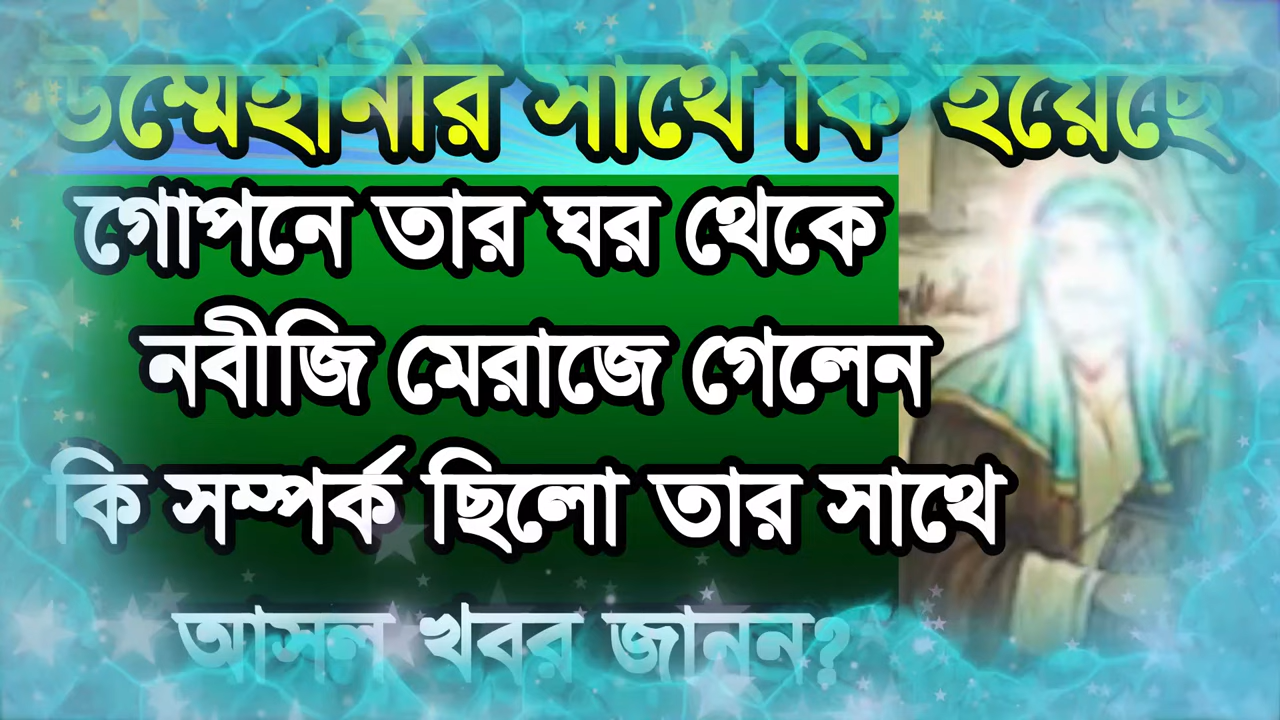 উম্মেহানীর সাথে কি হয়েছে
গোপনে তার ঘর থেকে
নবীজি মেরাজে গেলেন
কি সম্পর্ক ছিলো তার সাথে
আসল খবর জানুন?